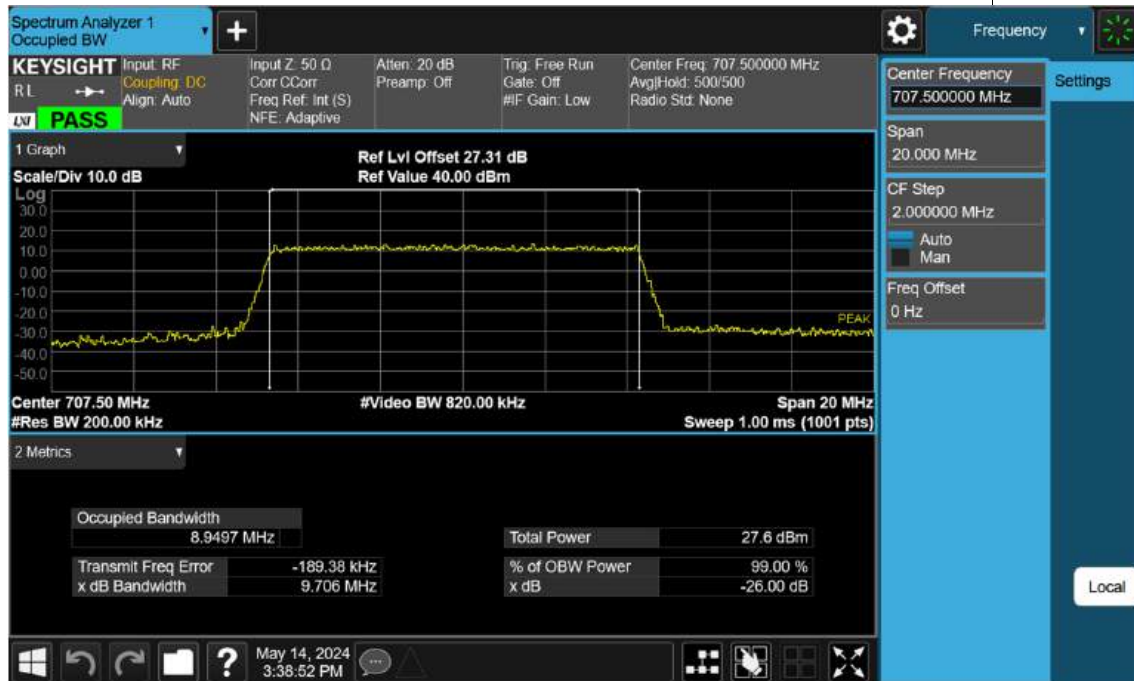 Spectrum Analyzer 1
Occupied BW
+
Frequency
KEYSIGHT
RL
LXI
PASS
Input: RF
Coupling: DC
Align: Auto
Input Z: 50 Ω
Corr CCorr
Freq Ref: Int (S)
NFE: Adaptive
Atten: 20 dB
Preamp: Off
Trig: Free Run
Gate: Off
#IF Gain: Low
Center Freq: 707.500000 MHz
Avg|Hold: 500/500
Radio Std: None
Center Frequency
707.500000 MHz
Settings
Span
20.000 MHz
CF Step
2.000000 MHz
Auto
Man
Freq Offset
0 Hz
1 Graph
Scale/Div 10.0 dB
Ref Lvl Offset 27.31 dB
Ref Value 40.00 dBm
Log
30.0
20.0
10.0
0.00
-10.0
-20.0
-30.0
-40.0
-50.0
PEAK
Center 707.50 MHz
#Video BW 820.00 kHz
Span 20 MHz
#Res BW 200.00 kHz
Sweep 1.00 ms (1001 pts)
2 Metrics
Occupied Bandwidth
8.9497 MHz
Total Power 27.6 dBm
Transmit Freq Error -189.38 kHz
% of OBW Power 99.00 %
x dB Bandwidth 9.706 MHz
x dB -26.00 dB
Local
?
May 14, 2024
3:38:52 PM